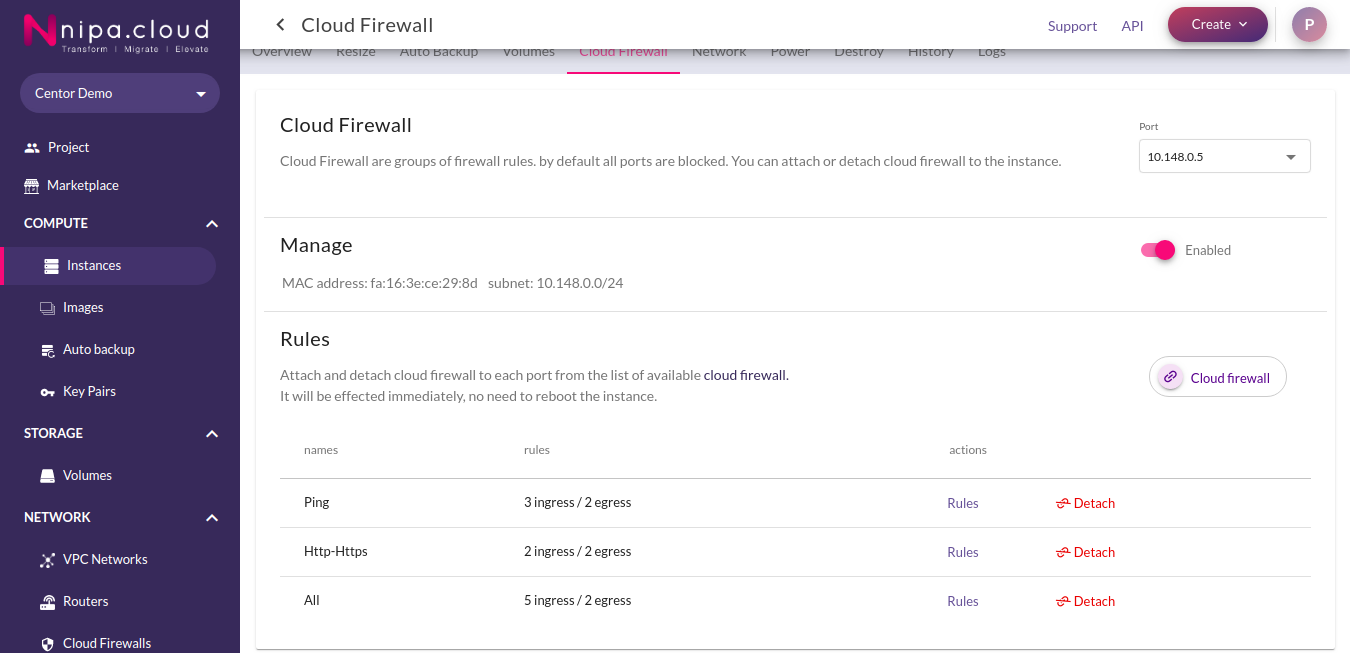 nipa.cloud
Transform | Migrate | Elevate
Centor Demo
Project
Marketplace
COMPUTE
Instances
Images
Auto backup
Key Pairs
STORAGE
Volumes
NETWORK
VPC Networks
Routers
Cloud Firewalls
Cloud Firewall
Support
API
Create
P
Overview Resize Auto Backup Volumes Cloud Firewall Network Power Destroy History Logs
Cloud Firewall
Cloud Firewall are groups of firewall rules. by default all ports are blocked. You can attach or detach cloud firewall to the instance.
Port
10.148.0.5
Manage
Enabled
MAC address: fa:16:3e:ce:29:8d subnet: 10.148.0.0/24
Rules
Attach and detach cloud firewall to each port from the list of available cloud firewall.
It will be effected immediately, no need to reboot the instance.
Cloud firewall
names rules actions
Ping 3 ingress / 2 egress Rules Detach
Http-Https 2 ingress / 2 egress Rules Detach
All 5 ingress / 2 egress Rules Detach